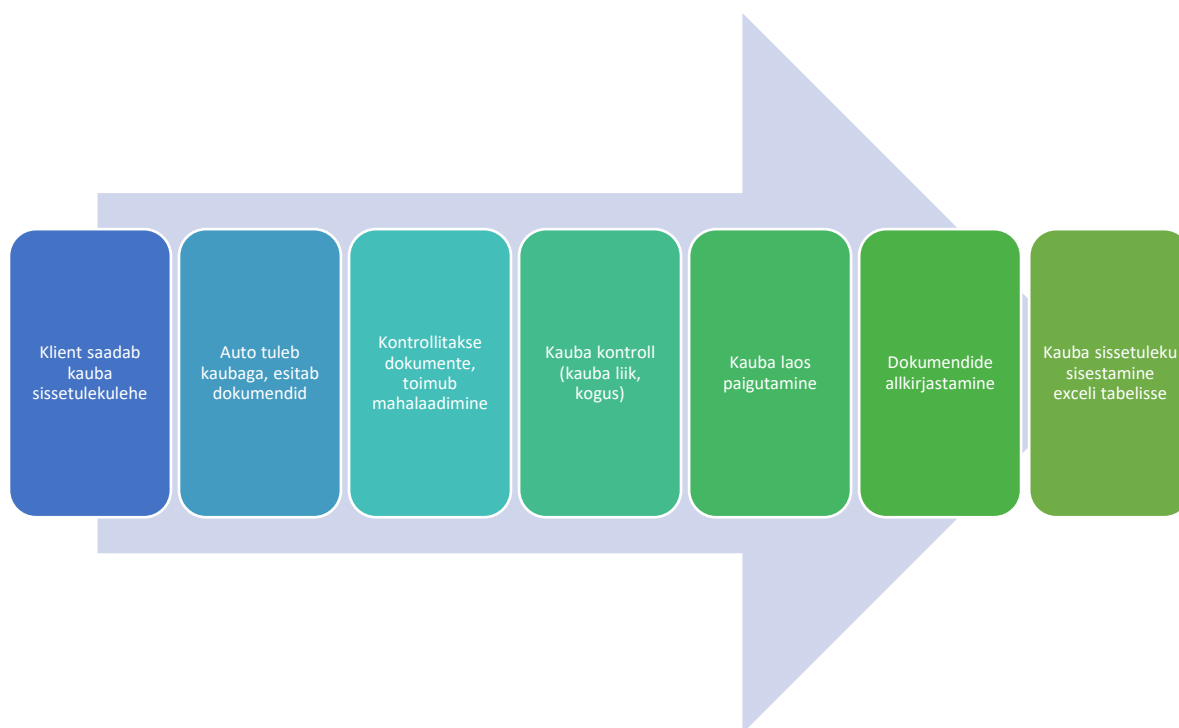 Klient saadab
kauba
sissetulekulehe
Auto tuleb
kaubaga, esitab
dokumendid
Kontrollitakse
dokumente,
toimub
mahalaadimine
Kauba kontroll
(kauba liik,
kogus)
Kauba laos
paigutamine
Dokumendide
allkirjastamine
Kauba sissetuleku
sisestamine
exceli tabelisse